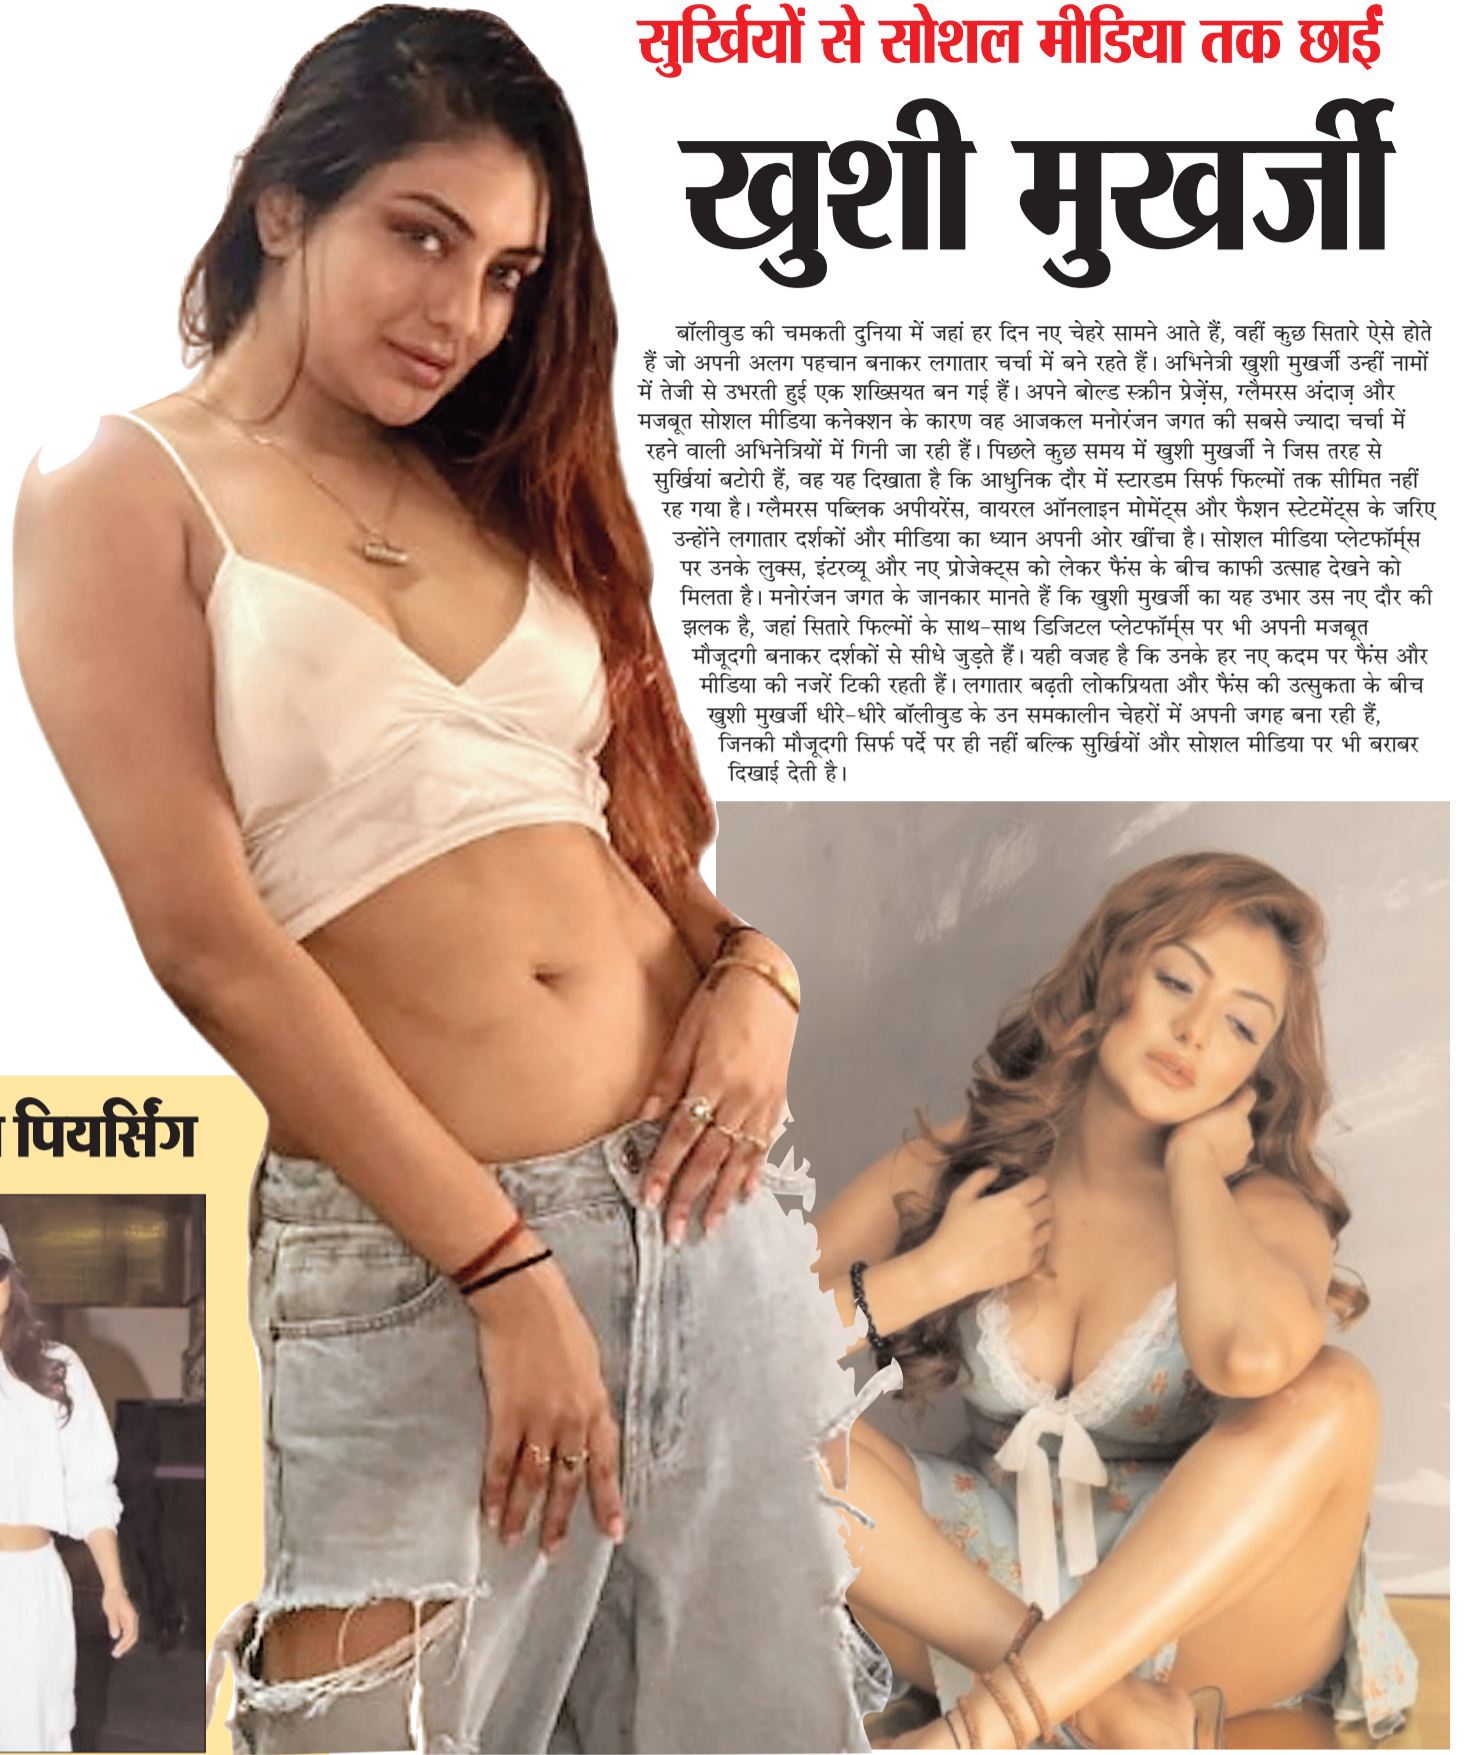 सुर्खियों से सोशल मीडिया तक छाईं
खुशी मुखर्जी
बॉलीवुड की चमकती दुनिया में जहां हर दिन नए चेहरे सामने आते हैं, वहीं कुछ सितारे ऐसे होते
हैं जो अपनी अलग पहचान बनाकर लगातार चर्चा में बने रहते हैं। अभिनेत्री खुशी मुखर्जी उन्हीं नामों
में तेजी से उभरती हुई एक शख्सियत बन गई हैं। अपने बोल्ड स्क्रीन प्रेज़ेंस, ग्लैमरस अंदाज़ और
मजबूत सोशल मीडिया कनेक्शन के कारण वह आजकल मनोरंजन जगत की सबसे ज्यादा चर्चा में
रहने वाली अभिनेत्रियों में गिनी जा रही हैं। पिछले कुछ समय में खुशी मुखर्जी ने जिस तरह से
सुर्खियां बटोरी हैं, वह यह दिखाता है कि आधुनिक दौर में स्टारडम सिर्फ फिल्मों तक सीमित नहीं
रह गया है। ग्लैमरस पब्लिक अपीयरेंस, वायरल ऑनलाइन मोमेंट्स और फैशन स्टेटमेंट्स के जरिए
उन्होंने लगातार दर्शकों और मीडिया का ध्यान अपनी ओर खींचा है। सोशल मीडिया प्लेटफॉर्म्स
पर उनके लुक्स, इंटरव्यू और नए प्रोजेक्ट्स को लेकर फैंस के बीच काफी उत्साह देखने को
मिलता है। मनोरंजन जगत के जानकार मानते हैं कि खुशी मुखर्जी का यह उभार उस नए दौर की
झलक है, जहां सितारे फिल्मों के साथ-साथ डिजिटल प्लेटफॉर्म्स पर भी अपनी मजबूत
मौजूदगी बनाकर दर्शकों से सीधे जुड़ते हैं। यही वजह है कि उनके हर नए कदम पर फैंस और
मीडिया की नजरें टिकी रहती हैं। लगातार बढ़ती लोकप्रियता और फैंस की उत्सुकता के बीच
खुशी मुखर्जी धीरे-धीरे बॉलीवुड के उन समकालीन चेहरों में अपनी जगह बना रही हैं,
जिनकी मौजूदगी सिर्फ पर्दे पर ही नहीं बल्कि सुर्खियों और सोशल मीडिया पर भी बराबर
दिखाई देती है।
पियर्सिंग